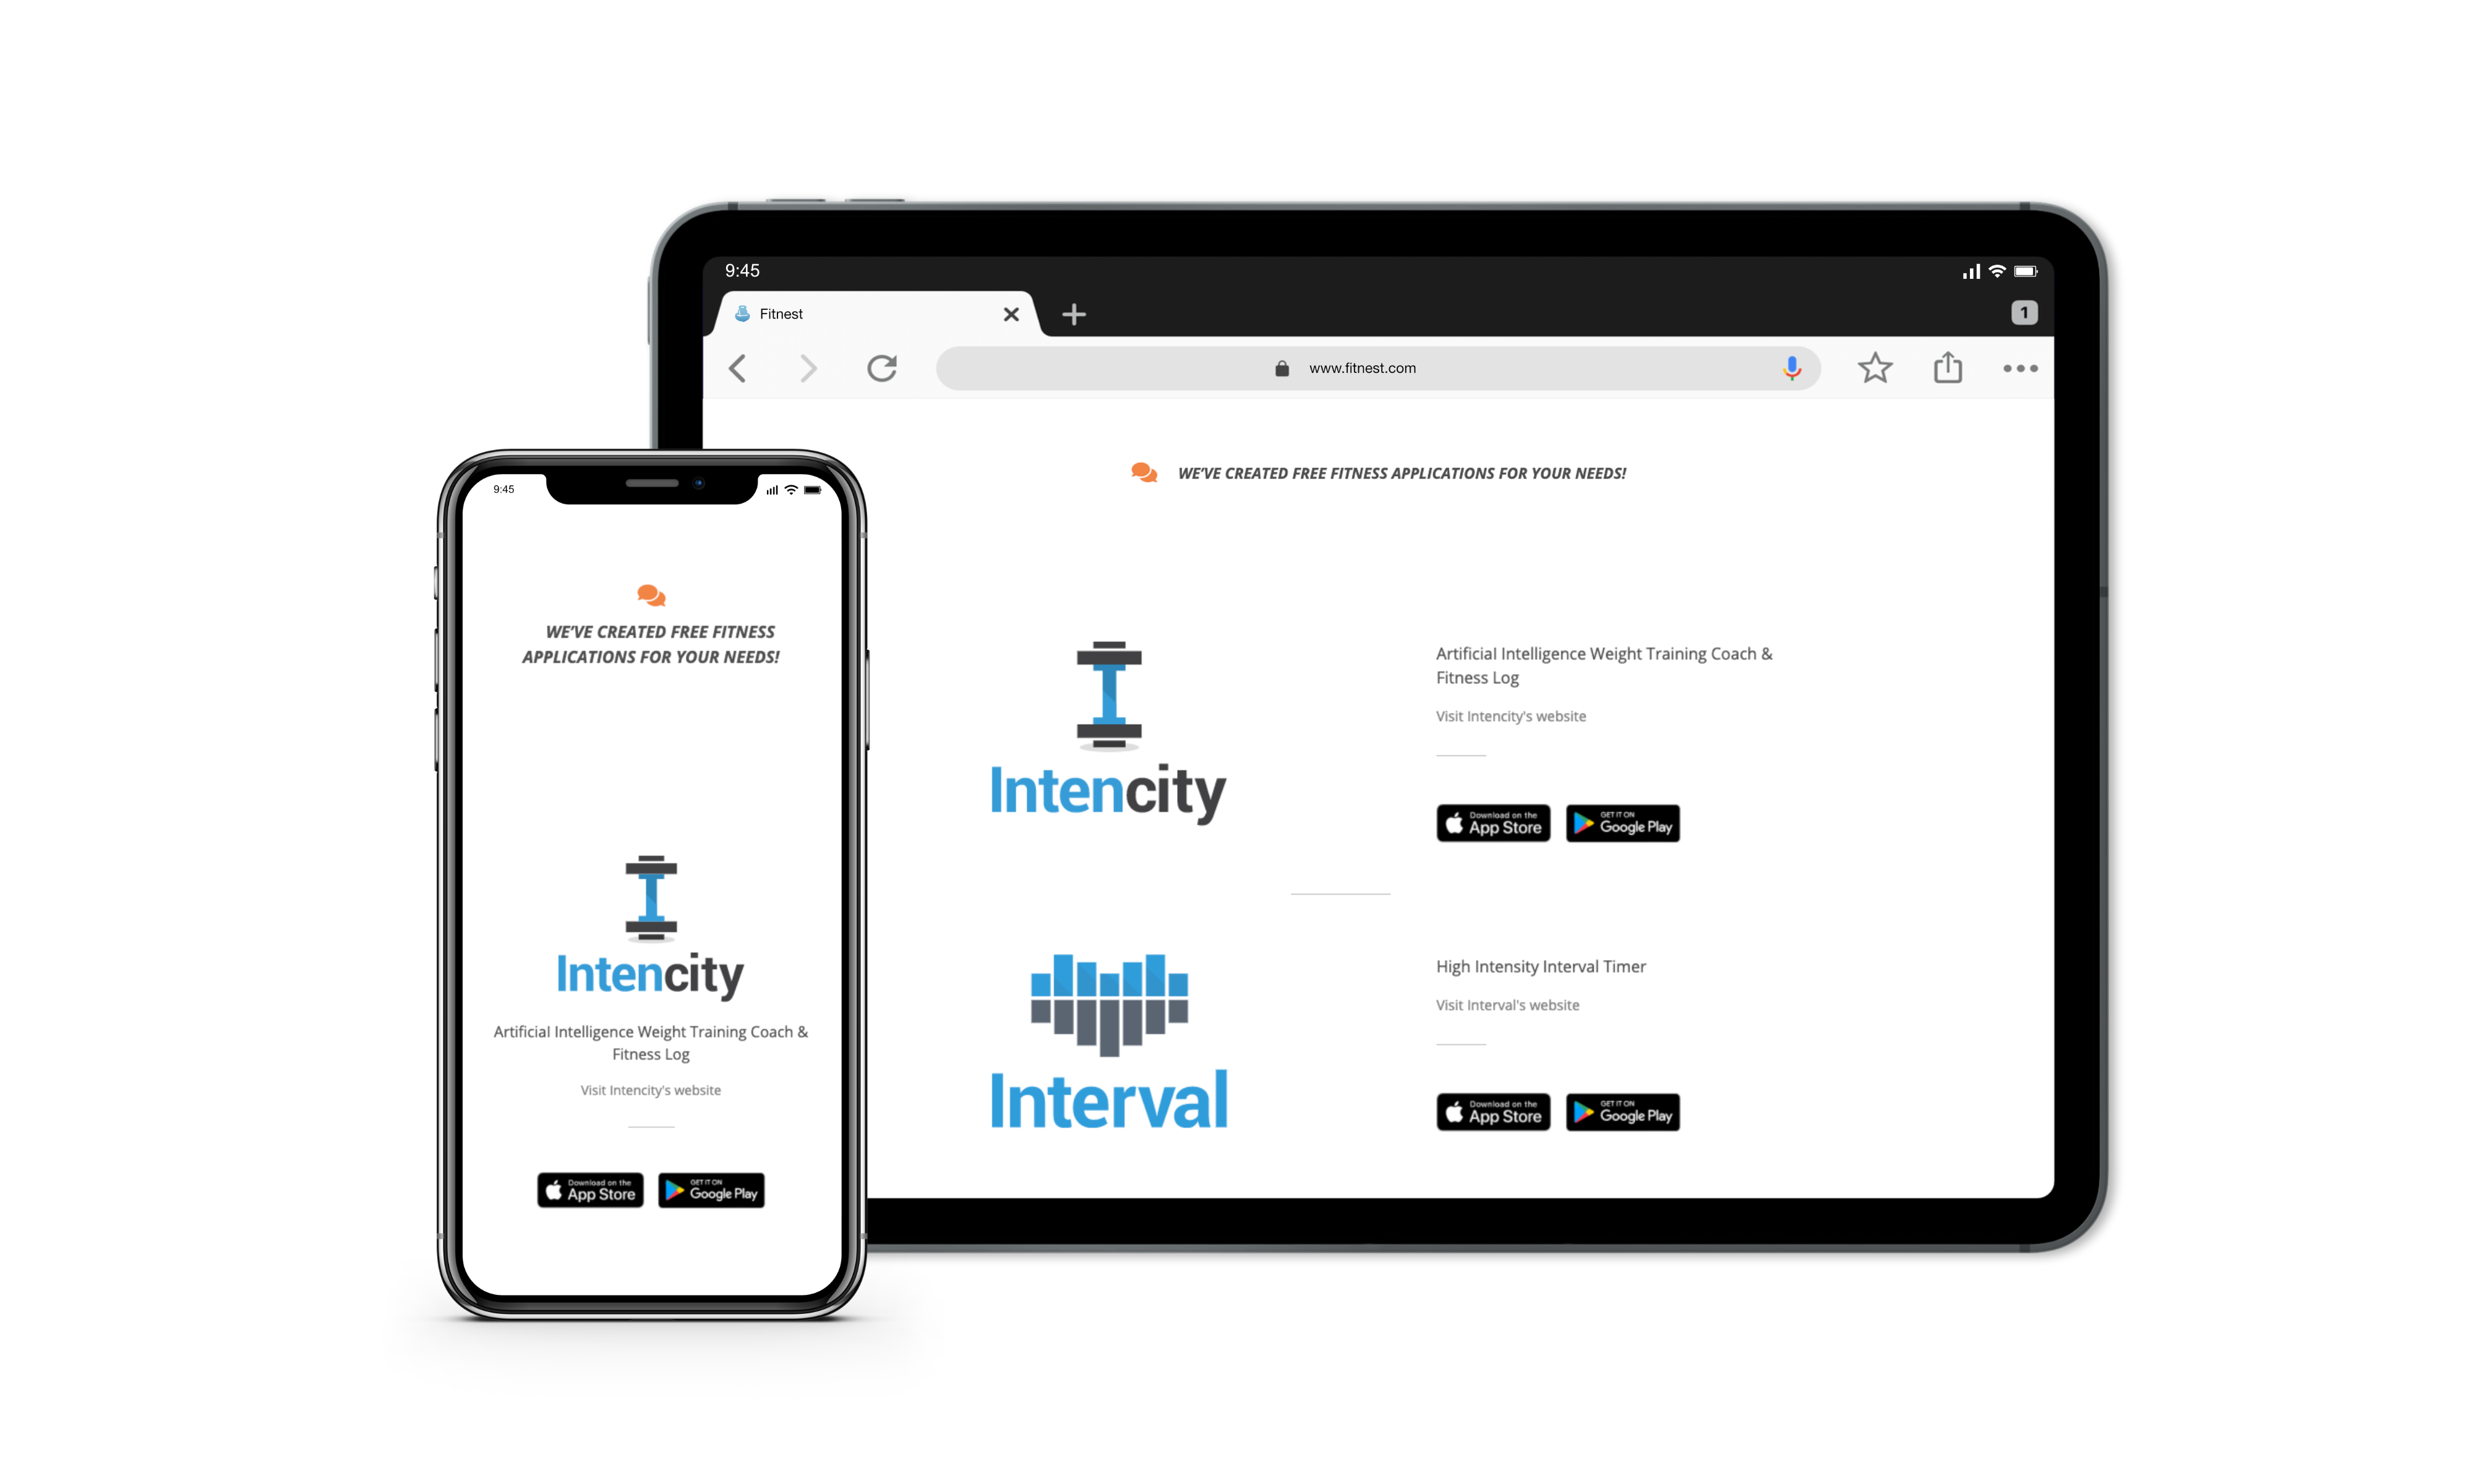 9:45
Fitnest
1
www.fitnest.com
WE'VE CREATED FREE FITNESS APPLICATIONS FOR YOUR NEEDS!
Intencity
Artificial Intelligence Weight Training Coach &
Fitness Log
Visit Intencity's website
Download on the
App Store
GET IT ON
Google Play
Interval
High Intensity Interval Timer
Visit Interval's website
Download on the
App Store
GET IT ON
Google Play
9:45
WE'VE CREATED FREE FITNESS
APPLICATIONS FOR YOUR NEEDS!
Intencity
Artificial Intelligence Weight Training Coach &
Fitness Log
Visit Intencity's website
Download on the
App Store
GET IT ON
Google Play